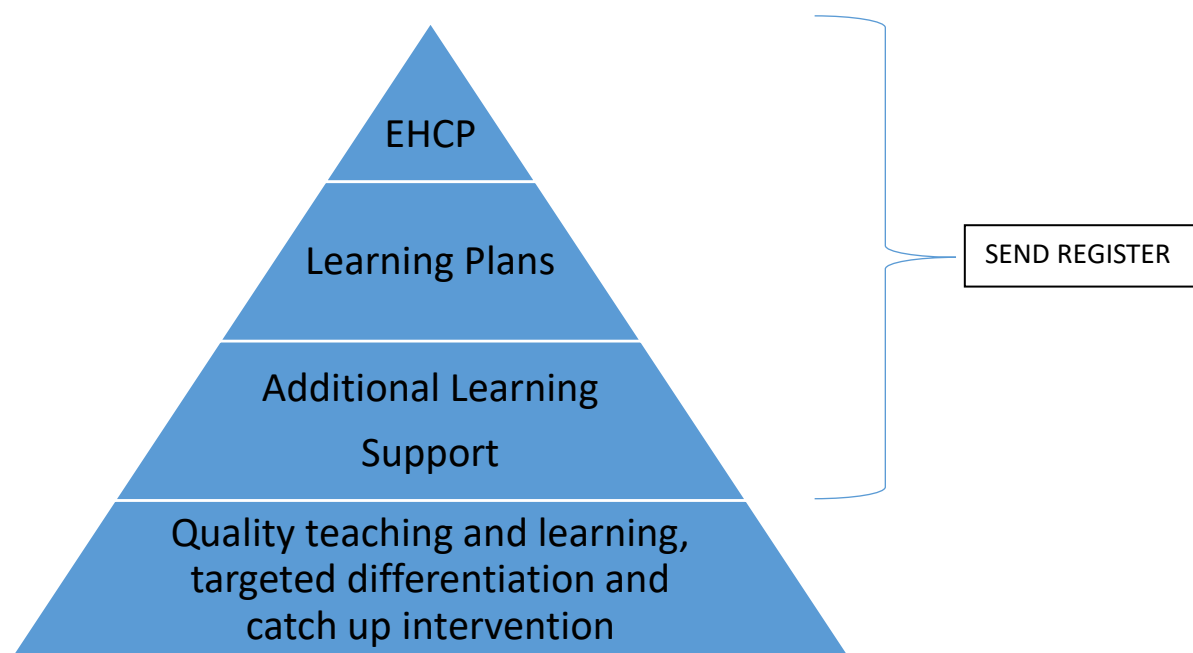 EHCP
Learning Plans
Additional Learning
Support
Quality teaching and learning,
targeted differentiation and
catch up intervention
SEND REGISTER